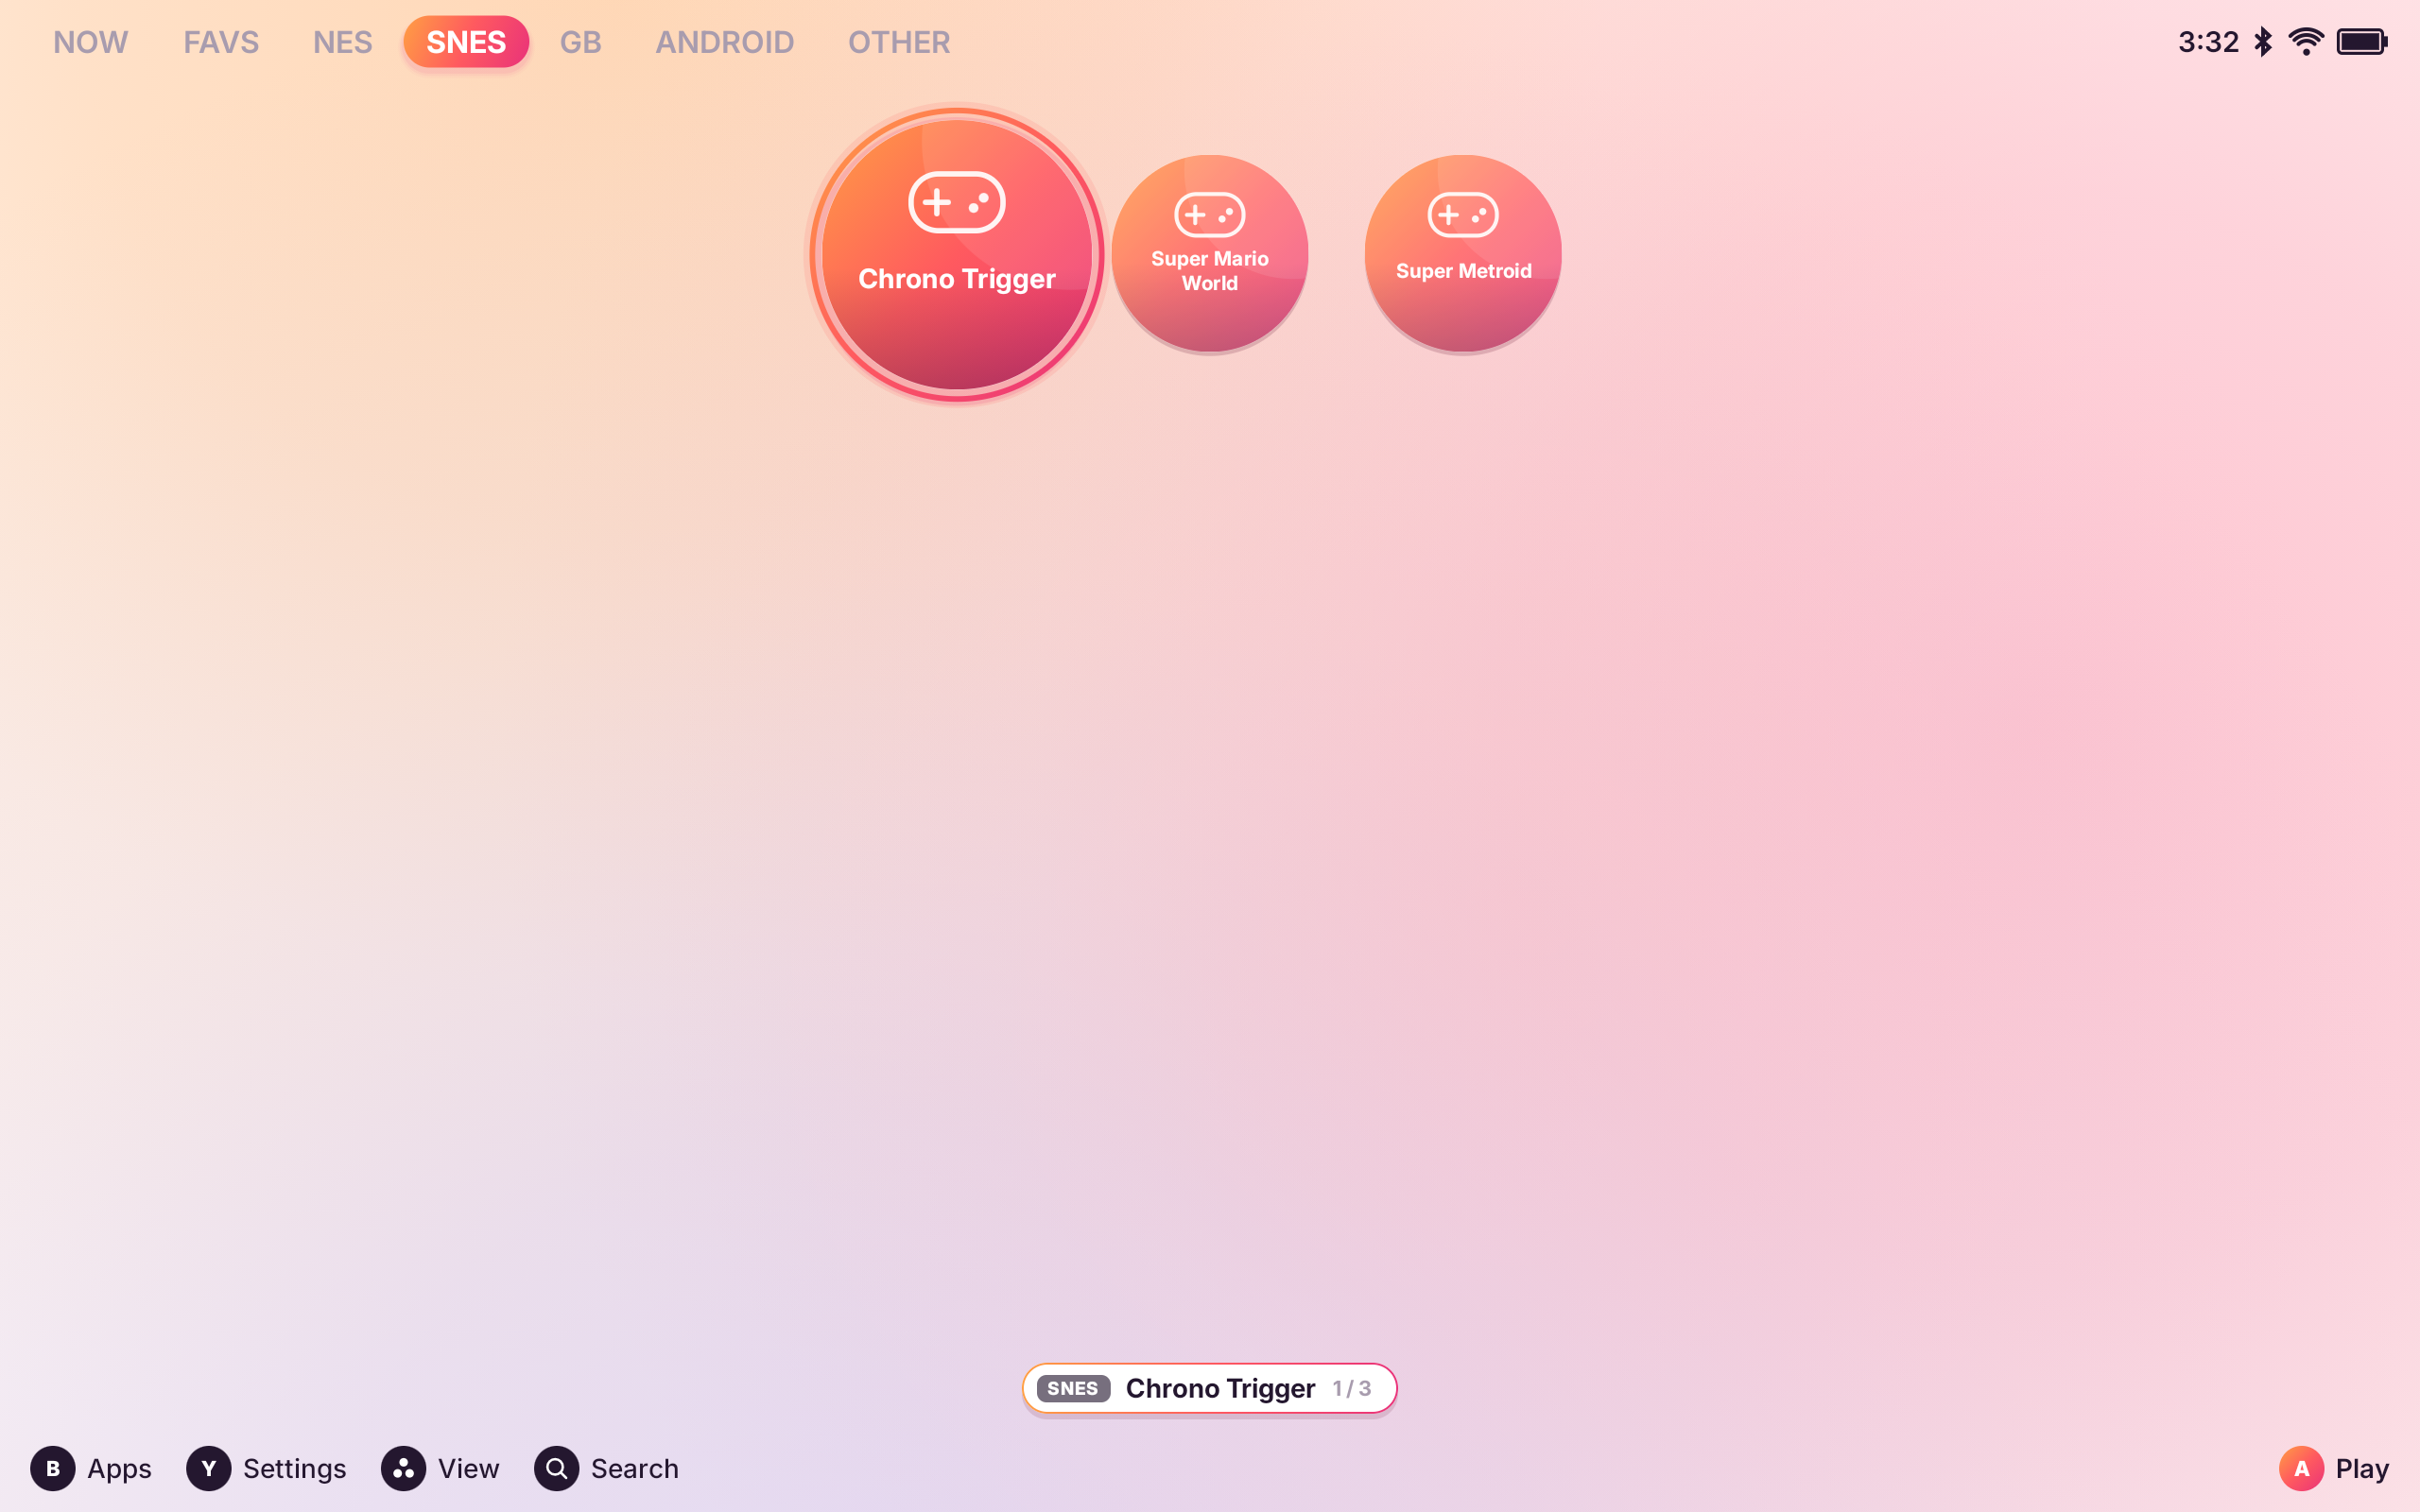 NOW FAVS NES SNES GB ANDROID OTHER 3:32
Chrono Trigger
Super Mario
World
Super Metroid
SNES Chrono Trigger 1 / 3
B Apps Y Settings View Search A Play